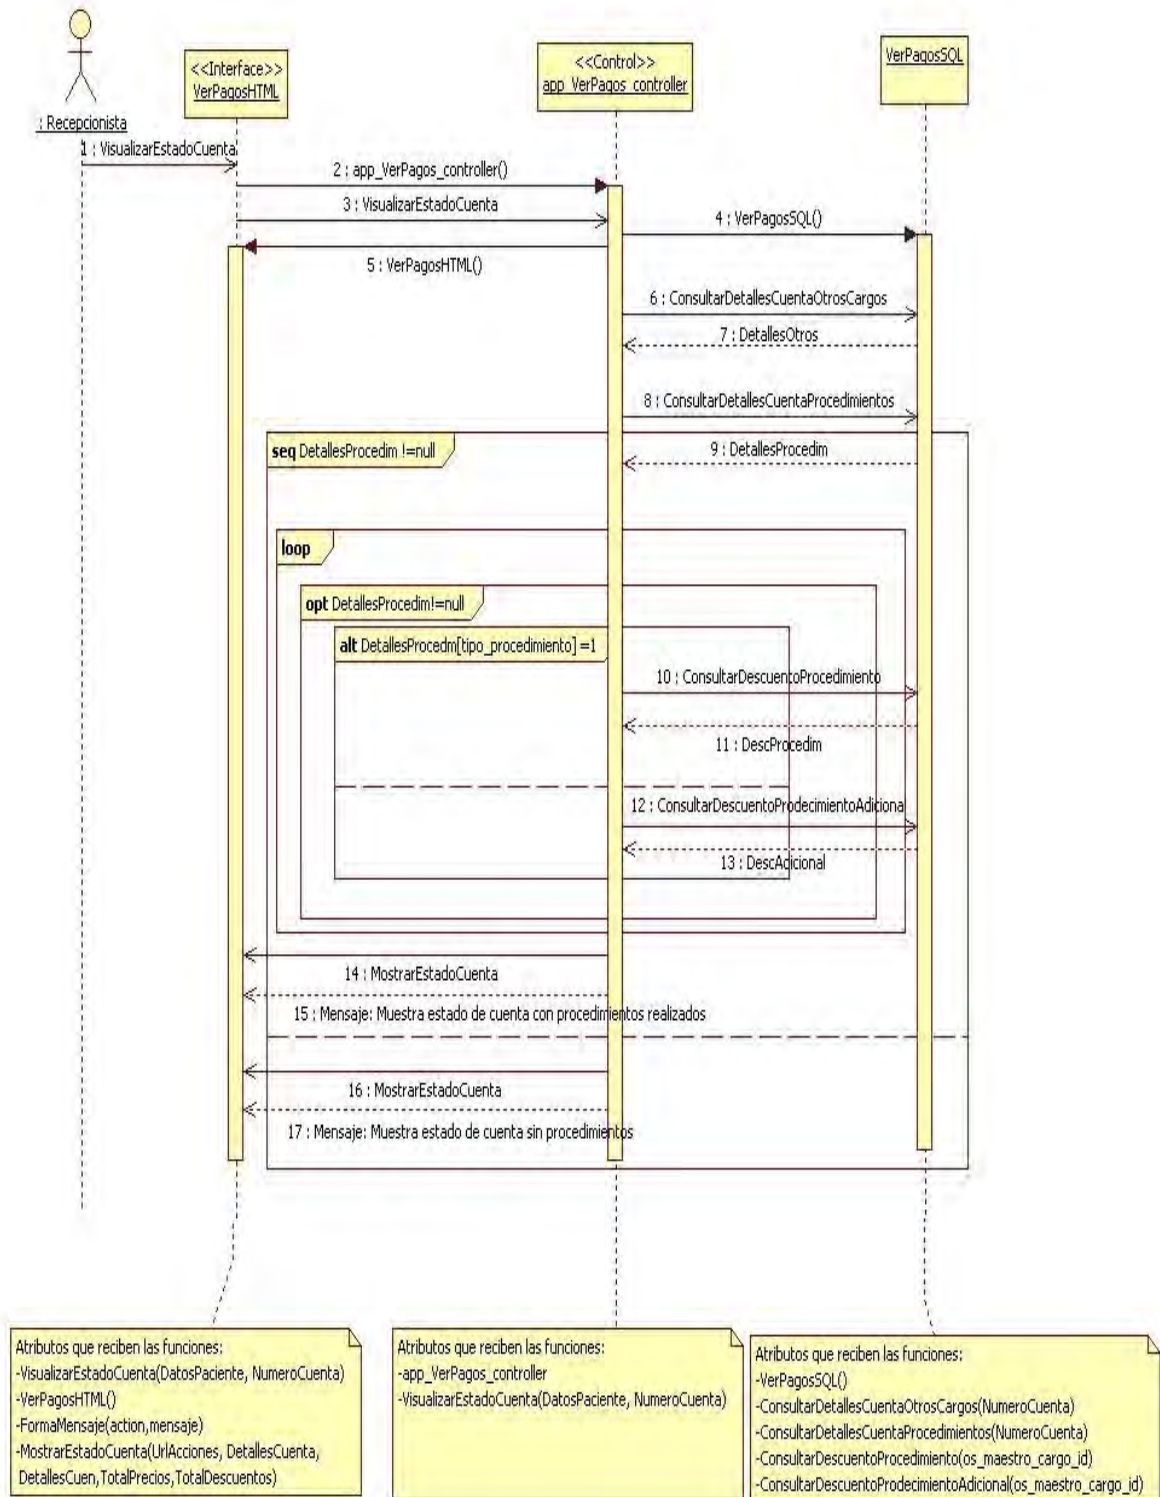 : Recepcionista
<<Interface>>
VerPagosHTML
<<Control>>
app_VerPagos_controller
VerPagosSQL
1 : VisualizarEstadoCuenta
2 : app_VerPagos_controller()
3 : VisualizarEstadoCuenta
4 : VerPagosSQL()
5 : VerPagosHTML()
6 : ConsultarDetallesCuentaOtrosCargos
7 : DetallesOtros
8 : ConsultarDetallesCuentaProcedimientos
seq DetallesProcedim !=null
9 : DetallesProcedim
loop
opt DetallesProcedim!=null
alt DetallesProcedm[tipo_procedimiento] =1
10 : ConsultarDescuentoProcedimiento
11 : DescProcedim
12 : ConsultarDescuentoProdecimientoAdiciona
13 : DescAdicional
14 : MostrarEstadoCuenta
15 : Mensaje: Muestra estado de cuenta con procedimientos realizados
16 : MostrarEstadoCuenta
17 : Mensaje: Muestra estado de cuenta sin procedimientos
Atributos que reciben las funciones:
-VisualizarEstadoCuenta(DatosPaciente, NumeroCuenta)
-VerPagosHTML()
-FormaMensaje(action,mensaje)
-MostrarEstadoCuenta(UrlAcciones, DetallesCuenta,
DetallesCuen,TotalPrecios,TotalDescuentos)
Atributos que reciben las funciones:
-app_VerPagos_controller
-VisualizarEstadoCuenta(DatosPaciente, NumeroCuenta)
Atributos que reciben las funciones:
-VerPagosSQL()
-ConsultarDetallesCuentaOtrosCargos(NumeroCuenta)
-ConsultarDetallesCuentaProcedimientos(NumeroCuenta)
-ConsultarDescuentoProcedimiento(os_maestro_cargo_id)
-ConsultarDescuentoProdecimientoAdicional(os_maestro_cargo_id)